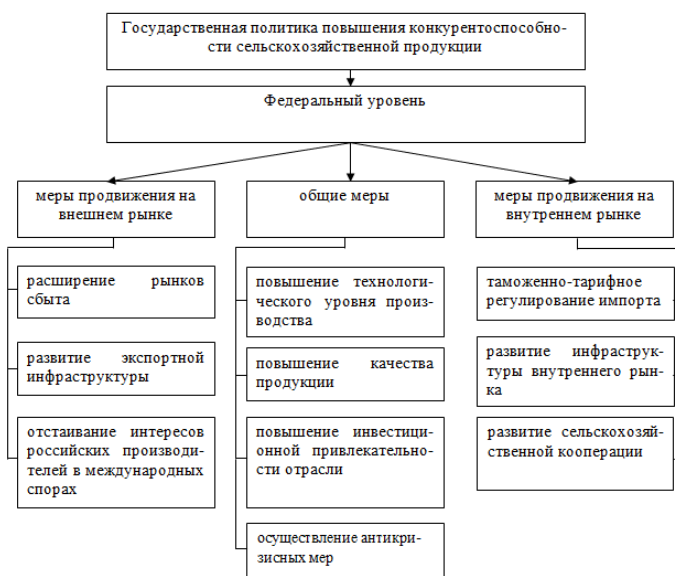 Государственная политика повышения конкурентоспособно-
сти сельскохозяйственной продукции
Федеральный уровень
меры продвижения на
внешнем рынке
расширение рынков
сбыта
развитие экспортной
инфраструктуры
отстаивание интересов
российских производи-
телей в международных
спорах
общие меры
повышение технологи-
ческого уровня произ-
водства
повышение качества
продукции
повышение инвестици-
онной привлекательно-
сти отрасли
осуществление антикри-
зисных мер
меры продвижения на
внутреннем рынке
таможенно-тарифное
регулирование импорта
развитие инфраструк-
туры внутреннего рын-
ка
развитие сельскохозяй-
ственной кооперации